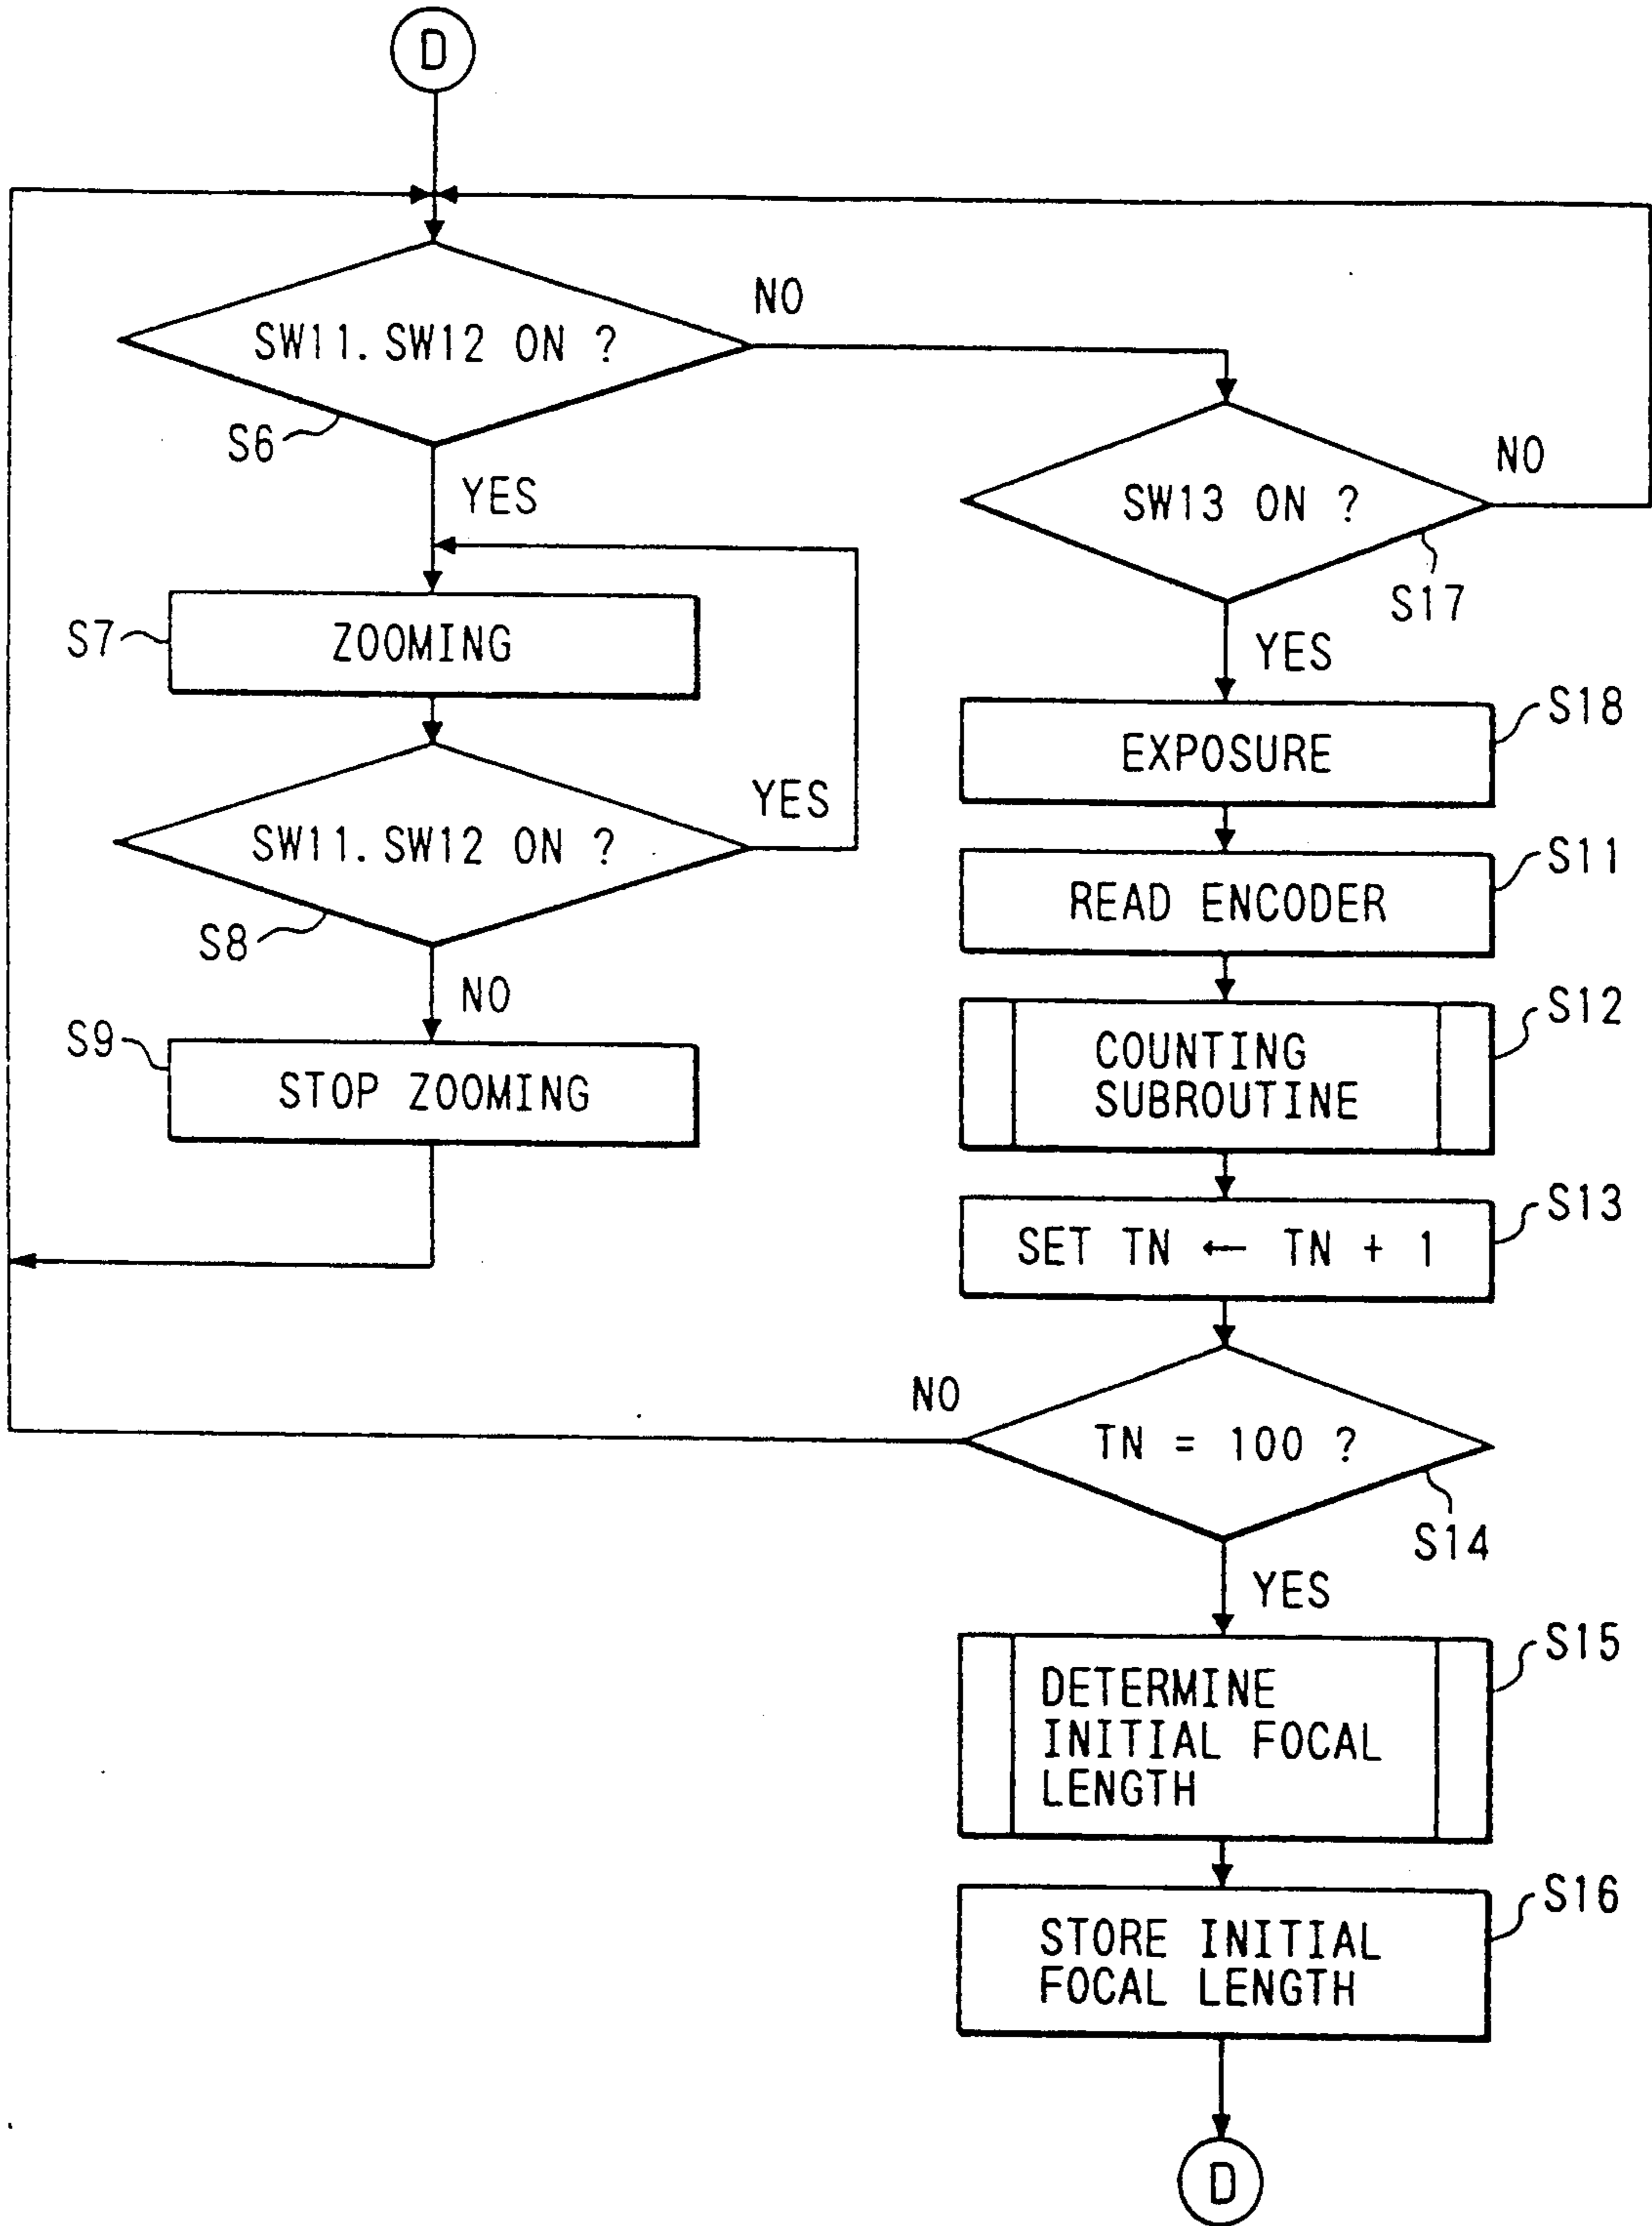 D
SW11.SW12 ON ?
NO
S6
YES
SW13 ON ?
NO
S17
YES
S7
ZOOMING
SW11.SW12 ON ?
YES
S8
NO
S9
STOP ZOOMING
EXPOSURE
S18
READ ENCODER
S11
COUNTING
SUBROUTINE
S12
SET TN ← TN + 1
S13
TN = 100 ?
NO
S14
YES
DETERMINE
INITIAL FOCAL
LENGTH
S15
STORE INITIAL
FOCAL LENGTH
S16
D